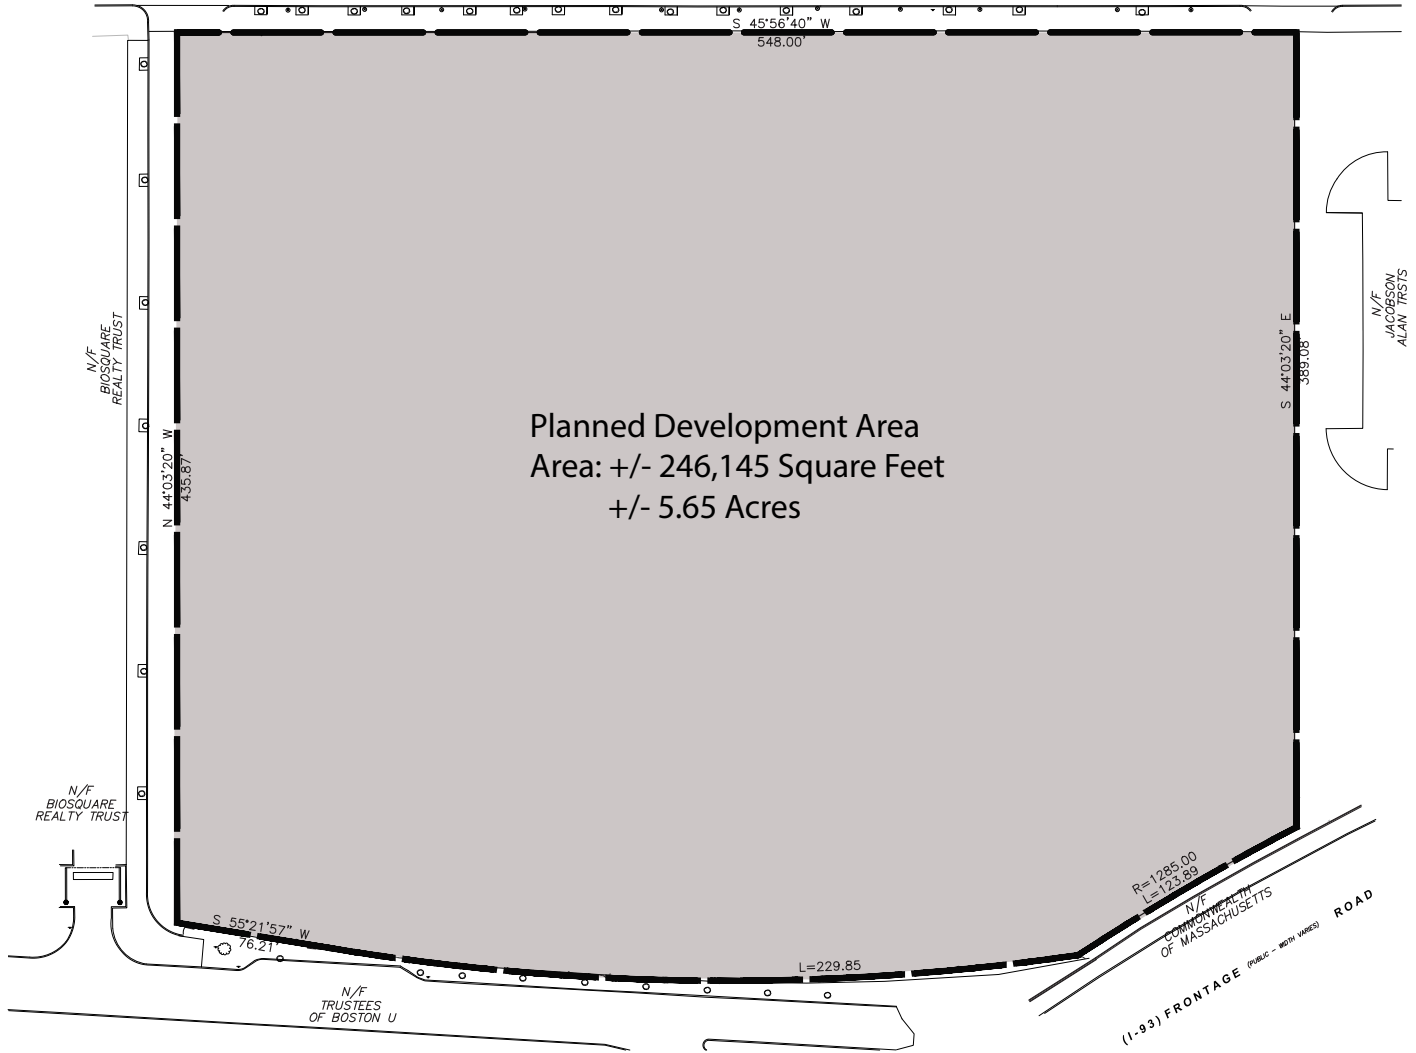 S 45°56'40" W
548.00'
N/F
BIOSQUARE
REALTY TRUST
N 44°03'20" W
435.87'
Planned Development Area
Area: +/- 246,145 Square Feet
+/- 5.65 Acres
S 44°03'20" E
389.08'
N/F
JACOBSON
ALAN TRSTS
N/F
BIOSQUARE
REALTY TRUST
S 55°21'57" W
76.21'
L=229.85
R=1285.00
L=123.89
N/F
COMMONWEALTH
OF MASSACHUSETTS
N/F
TRUSTEES
OF BOSTON U
(I-93) FRONTAGE (PUBLIC - WIDTH VARIES) ROAD